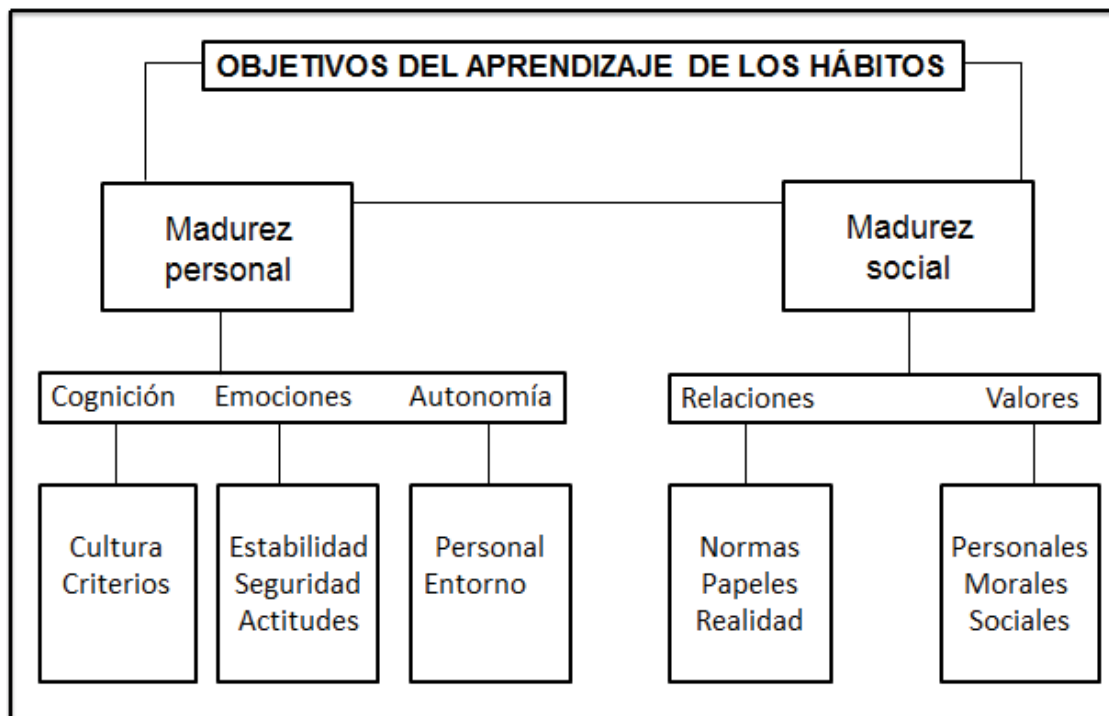 OBJETIVOS DEL APRENDIZAJE DE LOS HÁBITOS
Madurez
personal
Madurez
social
Cognición Emociones Autonomía
Relaciones Valores
Cultura
Criterios
Estabilidad
Seguridad
Actitudes
Personal
Entorno
Normas
Papeles
Realidad
Personales
Morales
Sociales